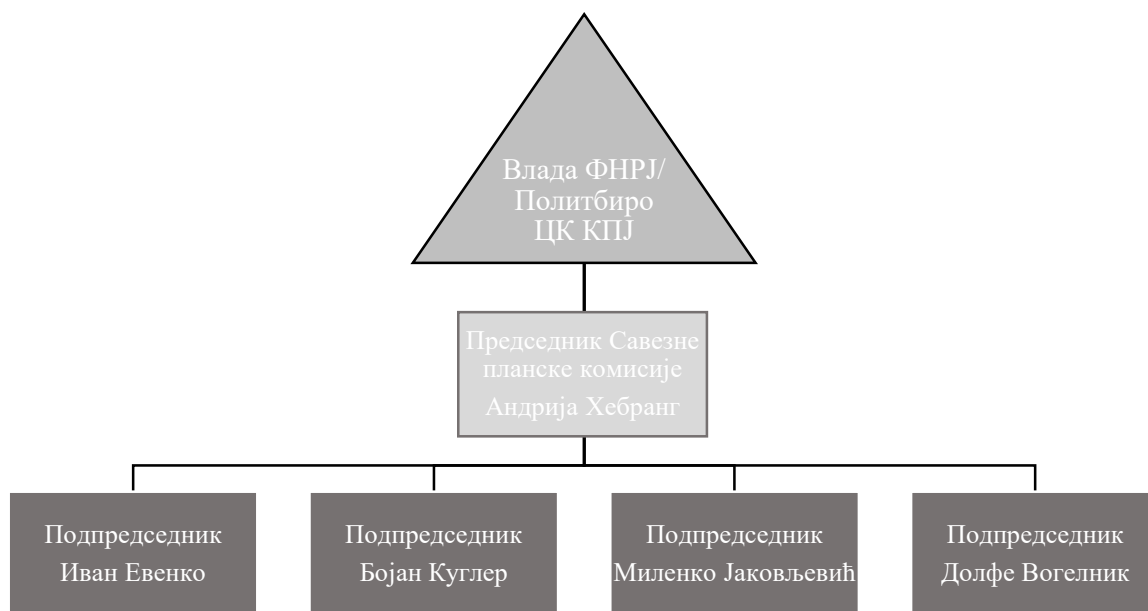 Влада ФНРЈ/
Политбиро
ЦК КПЈ
Председник Савезне
планске комисије
Андрија Хебранг
Подпредседник
Иван Евенко
Подпредседник
Бојан Куглер
Подпредседник
Миленко Јаковљевић
Подпредседник
Долфе Вогелник